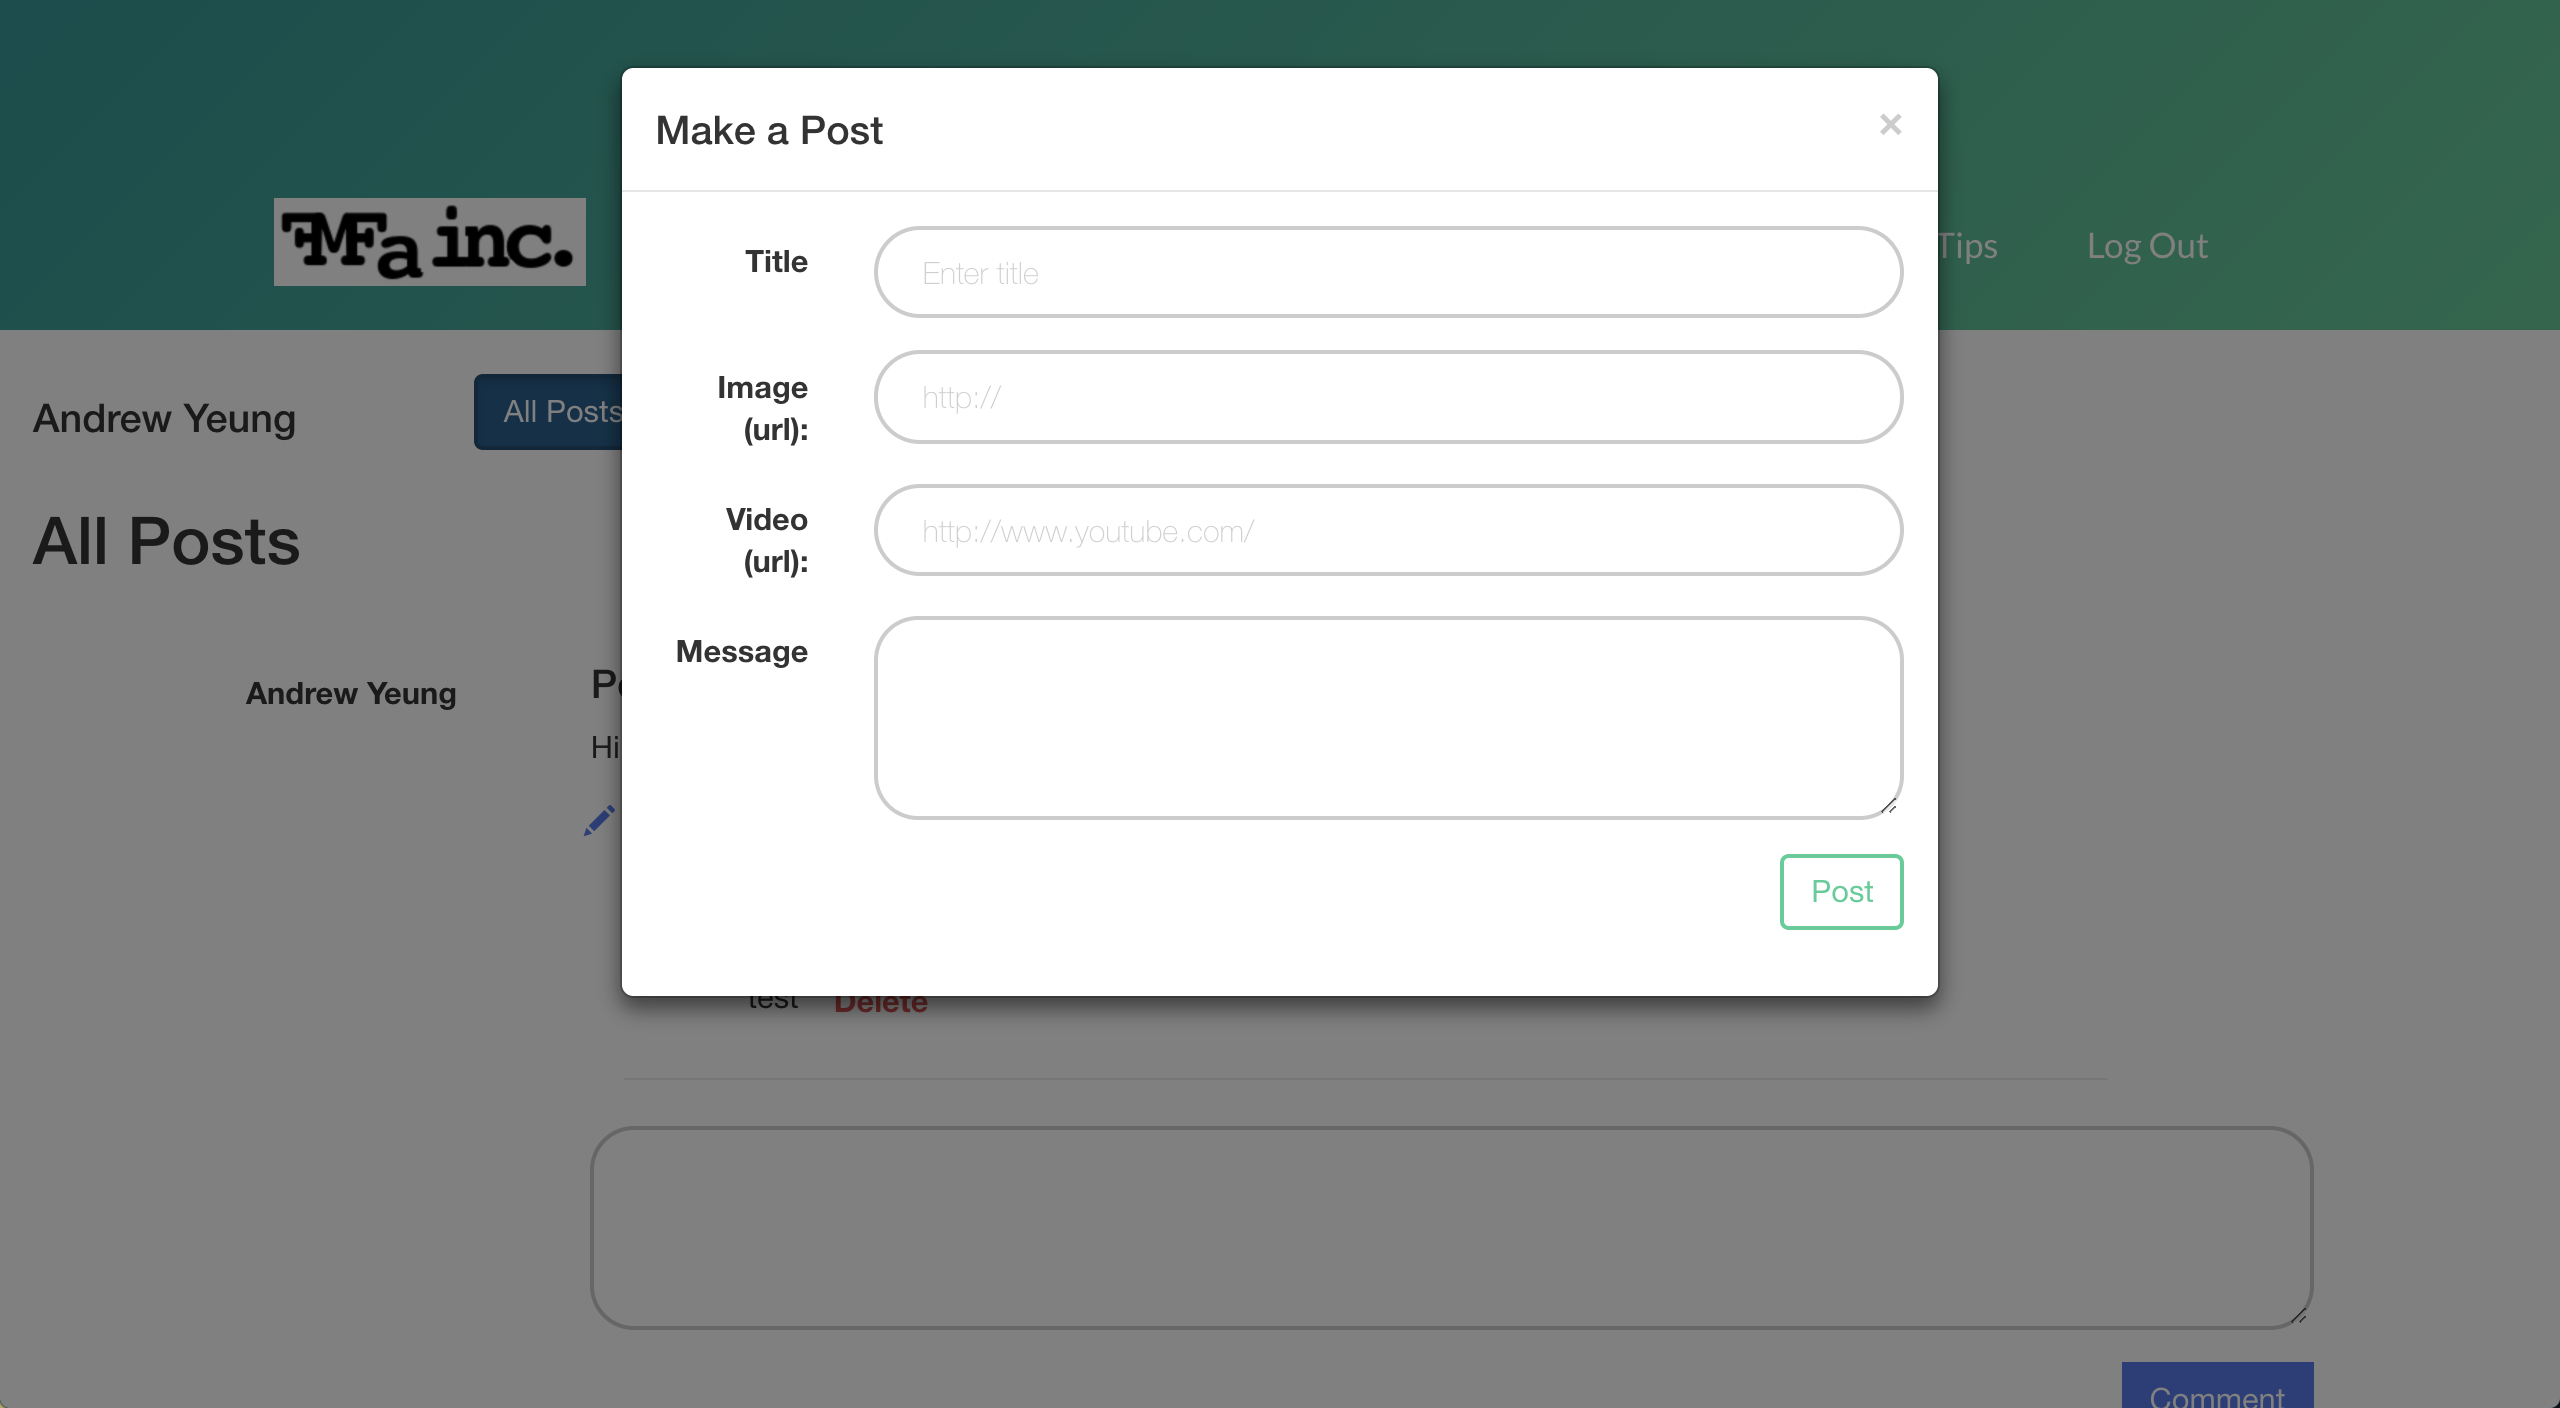 Make a Post
×
FMFa inc.
Tips
Log Out
Title
Enter title
Image
(url):
http://
Video
(url):
http://www.youtube.com/
Message
Post
Andrew Yeung
All Posts
All Posts
Andrew Yeung
Hi
test
Delete
Comment